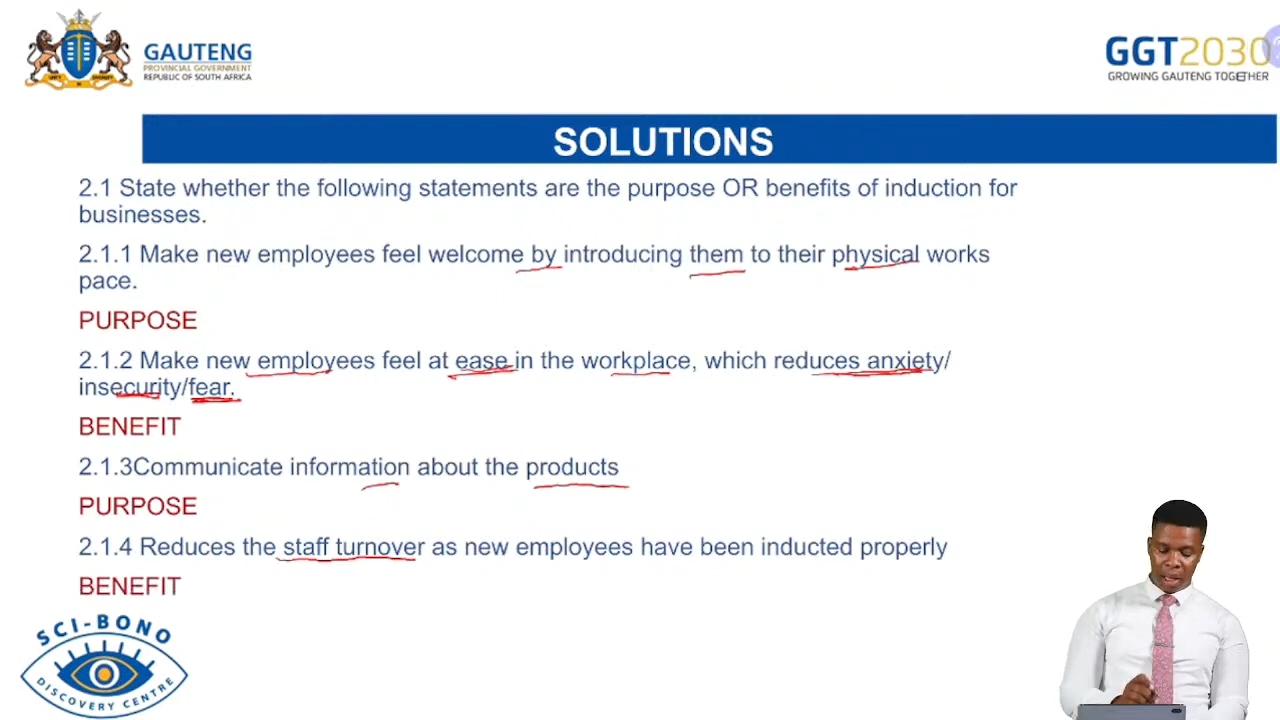 GAUTENG
PROVINCIAL GOVERNMENT
REPUBLIC OF SOUTH AFRICA
GGT2030
GROWING GAUTENG TOGETHER
SOLUTIONS
2.1 State whether the following statements are the purpose OR benefits of induction for
businesses.
2.1.1 Make new employees feel welcome by introducing them to their physical works
pace.
PURPOSE
2.1.2 Make new employees feel at ease in the workplace, which reduces anxiety/
insecurity/fear.
BENEFIT
2.1.3Communicate information about the products
PURPOSE
2.1.4 Reduces the staff turnover as new employees have been inducted properly
BENEFIT
SCI-BONO
DISCOVERY CENTRE